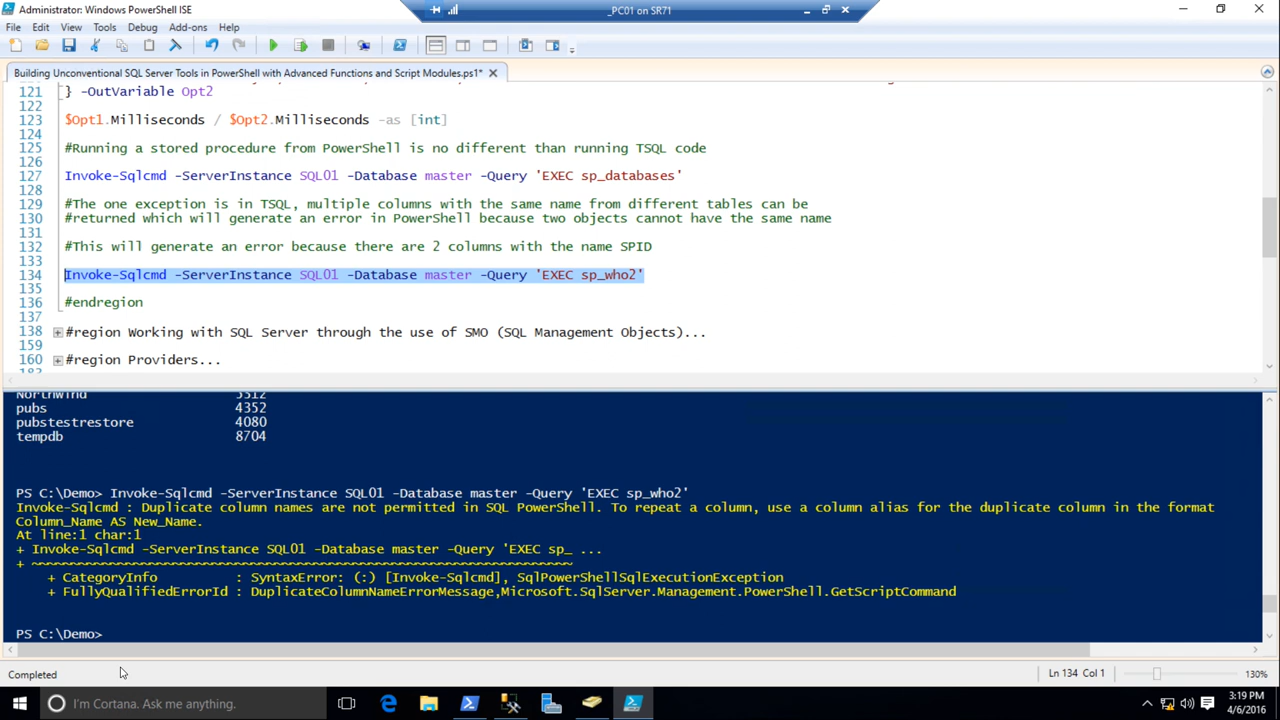 Administrator: Windows PowerShell ISE
_PC01 on SR71
File Edit View Tools Debug Add-ons Help
Building Unconventional SQL Server Tools in PowerShell with Advanced Functions and Script Modules.ps1*
121 } -OutVariable Opt2
122
123 $Opt1.Milliseconds / $Opt2.Milliseconds -as [int]
124
125 #Running a stored procedure from PowerShell is no different than running TSQL code
126
127 Invoke-Sqlcmd -ServerInstance SQL01 -Database master -Query 'EXEC sp_databases'
128
129 #The one exception is in TSQL, multiple columns with the same name from different tables can be
130 #returned which will generate an error in PowerShell because two objects cannot have the same name
131
132 #This will generate an error because there are 2 columns with the name SPID
133
134 Invoke-Sqlcmd -ServerInstance SQL01 -Database master -Query 'EXEC sp_who2'
135
136 #endregion
137
138 #region Working with SQL Server through the use of SMO (SQL Management Objects)...
159
160 #region Providers...
183
Northwind 5312
pubs 4352
pubstestrestore 4080
tempdb 8704
PS C:\Demo> Invoke-Sqlcmd -ServerInstance SQL01 -Database master -Query 'EXEC sp_who2'
Invoke-Sqlcmd : Duplicate column names are not permitted in SQL PowerShell. To repeat a column, use a column alias for the duplicate column in the format
Column_Name AS New_Name.
At line:1 char:1
+ Invoke-Sqlcmd -ServerInstance SQL01 -Database master -Query 'EXEC sp_ ...
+ ~~~~~~~~~~~~~~~~~~~~~~~~~~~~~~~~~~~~~~~~~~~~~~~~~~~~~~~~~~~~~~~~~~~~~
+ CategoryInfo : SyntaxError: (:) [Invoke-Sqlcmd], SqlPowerShellSqlExecutionException
+ FullyQualifiedErrorId : DuplicateColumnNameErrorMessage,Microsoft.SqlServer.Management.PowerShell.GetScriptCommand
PS C:\Demo>
Completed
Ln 134 Col 1
130%
I'm Cortana. Ask me anything.
3:19 PM
4/6/2016